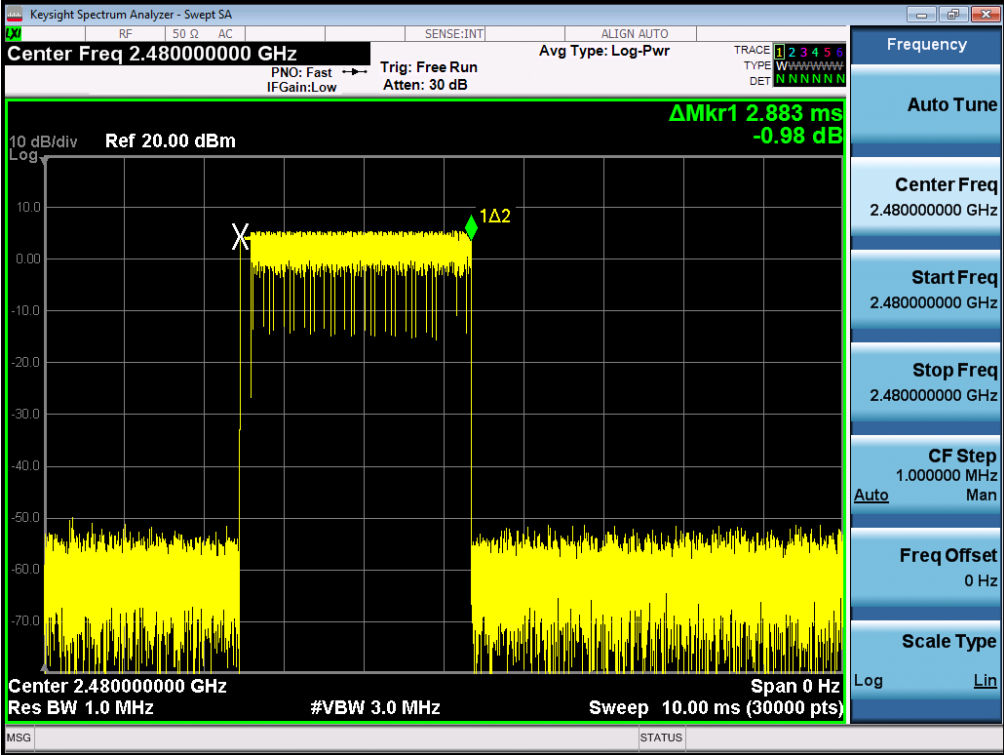 Keysight Spectrum Analyzer - Swept SA
LXI RF 50 Ω AC SENSE:INT ALIGN AUTO
Center Freq 2.480000000 GHz
PNO: Fast
IFGain:Low
Trig: Free Run
Atten: 30 dB
Avg Type: Log-Pwr
TRACE 1 2 3 4 5 6
TYPE WWWWWW
DET N N N N N N
ΔMkr1 2.883 ms
-0.98 dB
10 dB/div Ref 20.00 dBm
Log
10.0
0.00
-10.0
-20.0
-30.0
-40.0
-50.0
-60.0
-70.0
1Δ2
Center 2.480000000 GHz Span 0 Hz
Res BW 1.0 MHz #VBW 3.0 MHz Sweep 10.00 ms (30000 pts)
MSG STATUS
Frequency
Auto Tune
Center Freq
2.480000000 GHz
Start Freq
2.480000000 GHz
Stop Freq
2.480000000 GHz
CF Step
1.000000 MHz
Auto Man
Freq Offset
0 Hz
Scale Type
Log Lin